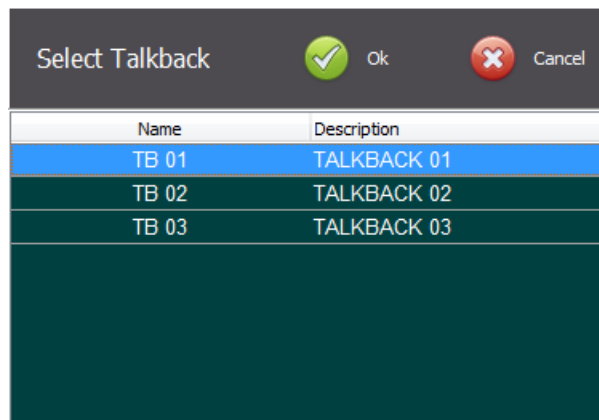 Select Talkback Ok Cancel
Name Description
TB 01 TALKBACK 01
TB 02 TALKBACK 02
TB 03 TALKBACK 03